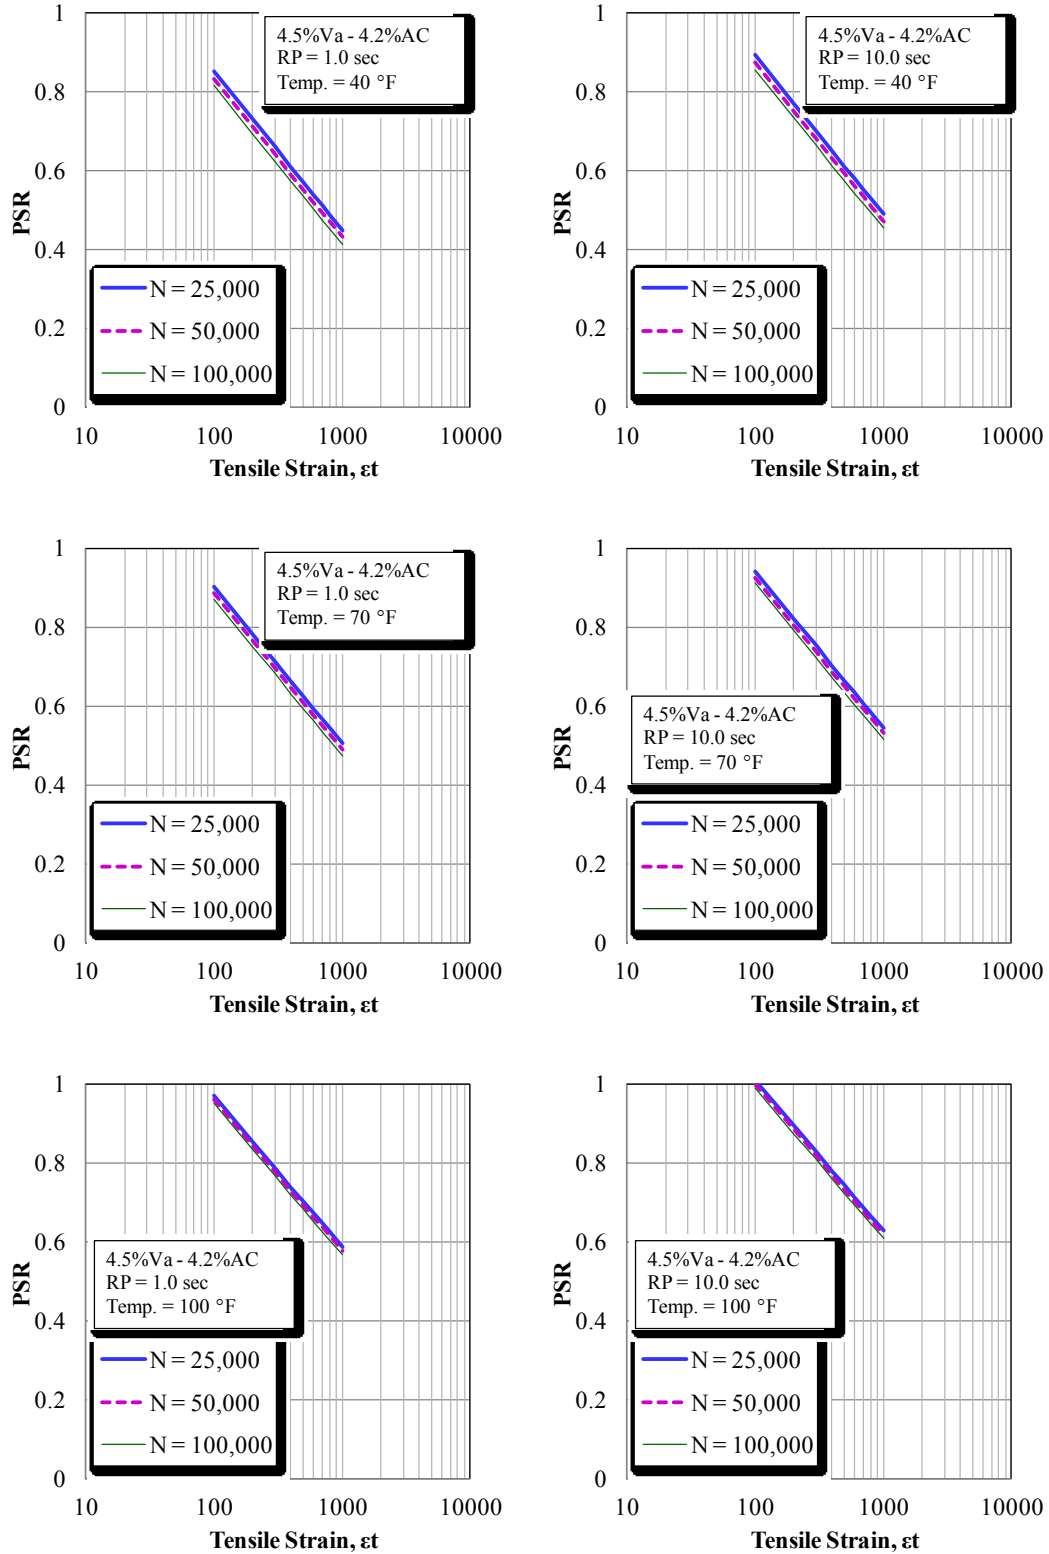 1
0.8
0.6
0.4
0.2
0
PSR
4.5%Va - 4.2%AC
RP = 1.0 sec
Temp. = 40 °F
N = 25,000
N = 50,000
N = 100,000
10 100 1000 10000
Tensile Strain, εt
1
0.8
0.6
0.4
0.2
0
PSR
4.5%Va - 4.2%AC
RP = 10.0 sec
Temp. = 40 °F
N = 25,000
N = 50,000
N = 100,000
10 100 1000 10000
Tensile Strain, εt
1
0.8
0.6
0.4
0.2
0
PSR
4.5%Va - 4.2%AC
RP = 1.0 sec
Temp. = 70 °F
N = 25,000
N = 50,000
N = 100,000
10 100 1000 10000
Tensile Strain, εt
1
0.8
0.6
0.4
0.2
0
PSR
4.5%Va - 4.2%AC
RP = 10.0 sec
Temp. = 70 °F
N = 25,000
N = 50,000
N = 100,000
10 100 1000 10000
Tensile Strain, εt
1
0.8
0.6
0.4
0.2
0
PSR
4.5%Va - 4.2%AC
RP = 1.0 sec
Temp. = 100 °F
N = 25,000
N = 50,000
N = 100,000
10 100 1000 10000
Tensile Strain, εt
1
0.8
0.6
0.4
0.2
0
PSR
4.5%Va - 4.2%AC
RP = 10.0 sec
Temp. = 100 °F
N = 25,000
N = 50,000
N = 100,000
10 100 1000 10000
Tensile Strain, εt